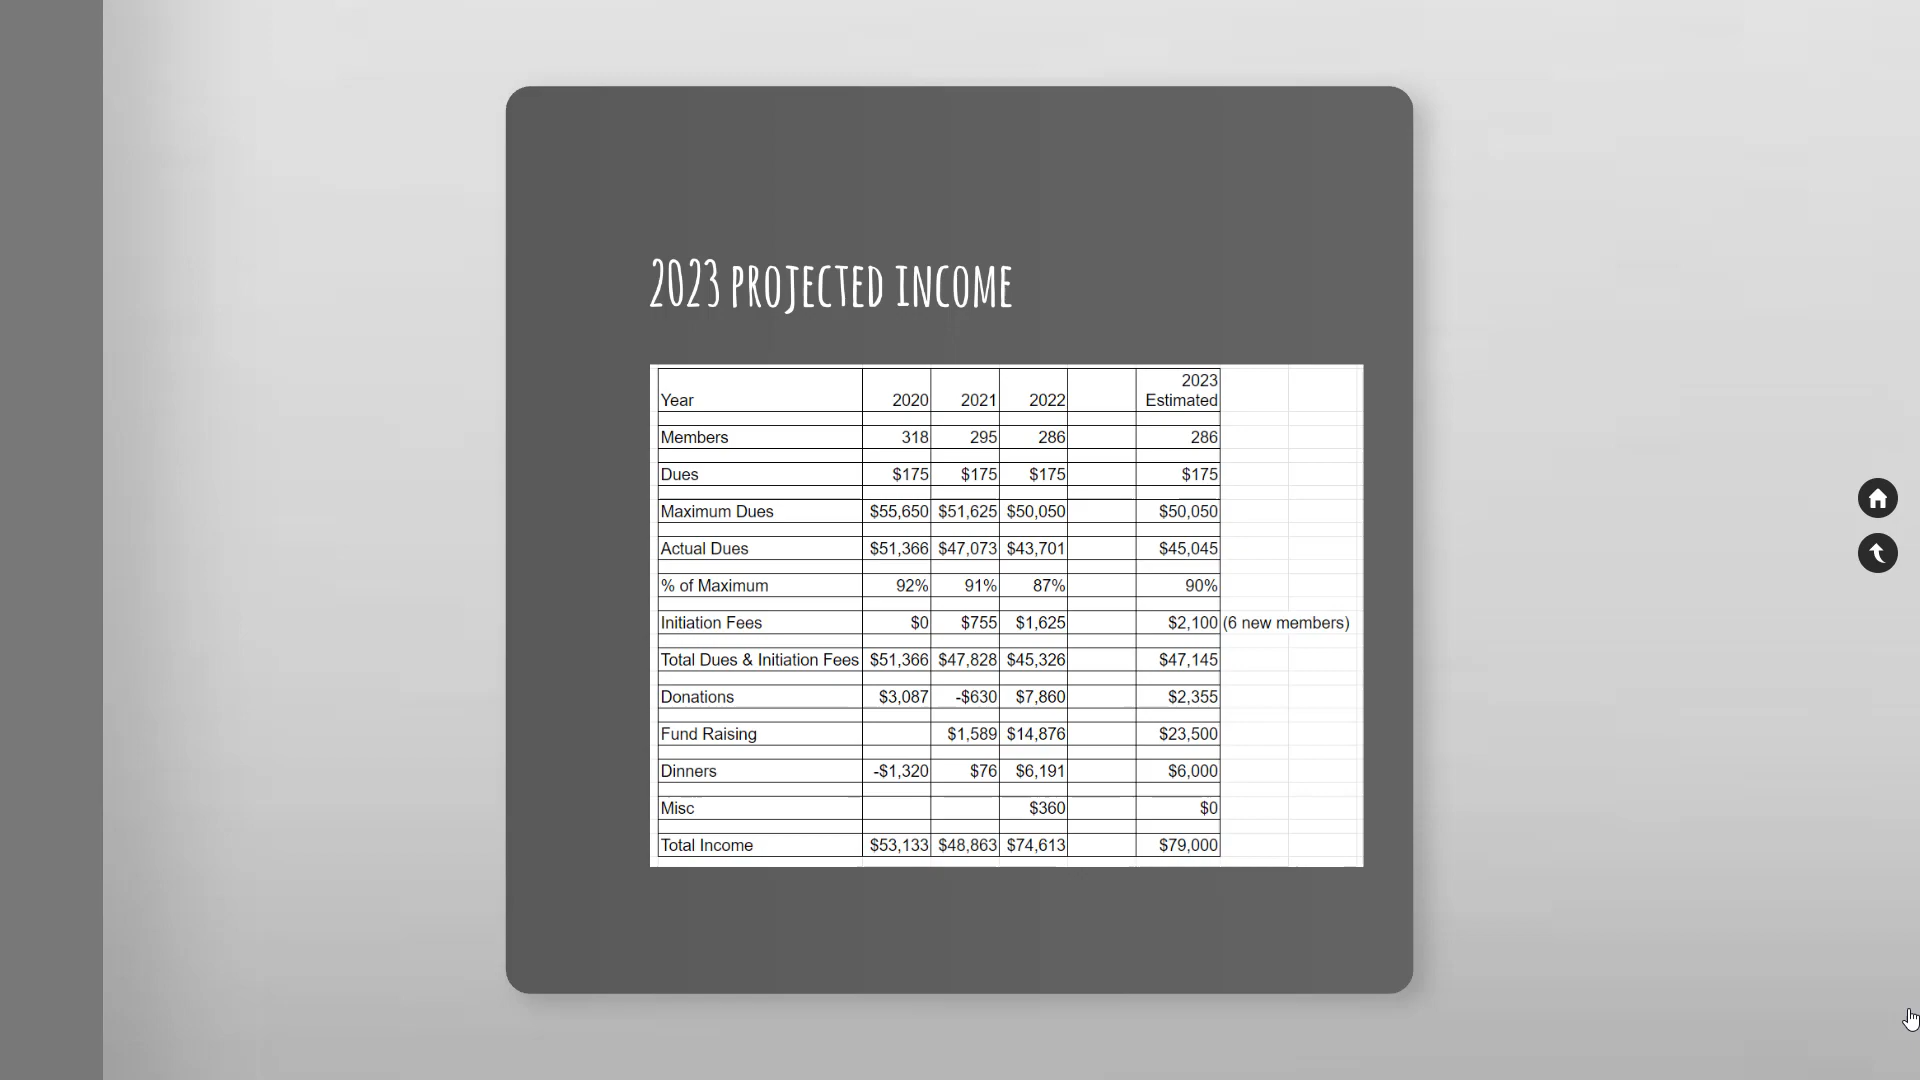 2023 PROJECTED INCOME
Year 2020 2021 2022 2023 Estimated
Members 318 295 286 286
Dues $175 $175 $175 $175
Maximum Dues $55,650 $51,625 $50,050 $50,050
Actual Dues $51,366 $47,073 $43,701 $45,045
% of Maximum 92% 91% 87% 90%
Initiation Fees $0 $755 $1,625 $2,100 (6 new members)
Total Dues & Initiation Fees $51,366 $47,828 $45,326 $47,145
Donations $3,087 -$630 $7,860 $2,355
Fund Raising $1,589 $14,876 $23,500
Dinners -$1,320 $76 $6,191 $6,000
Misc $360 $0
Total Income $53,133 $48,863 $74,613 $79,000